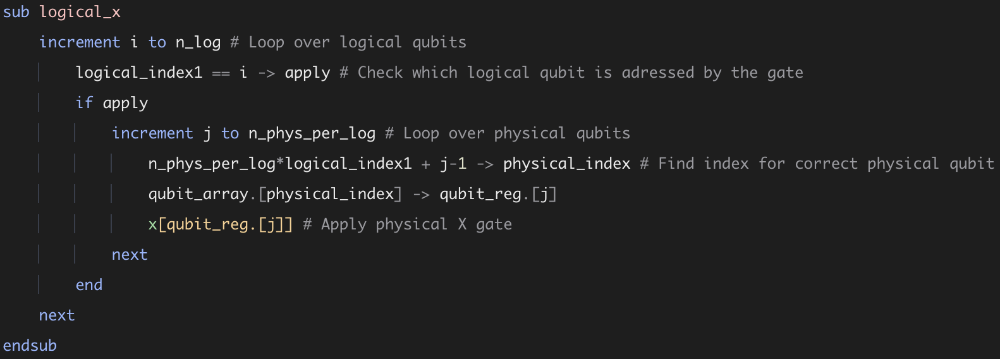 sub logical_x
increment i to n_log # Loop over logical qubits
logical_index1 == i -> apply # Check which logical qubit is adressed by the gate
if apply
increment j to n_phys_per_log # Loop over physical qubits
n_phys_per_log*logical_index1 + j-1 -> physical_index # Find index for correct physical qubit
qubit_array.[physical_index] -> qubit_reg.[j]
x[qubit_reg.[j]] # Apply physical X gate
next
end
next
endsub